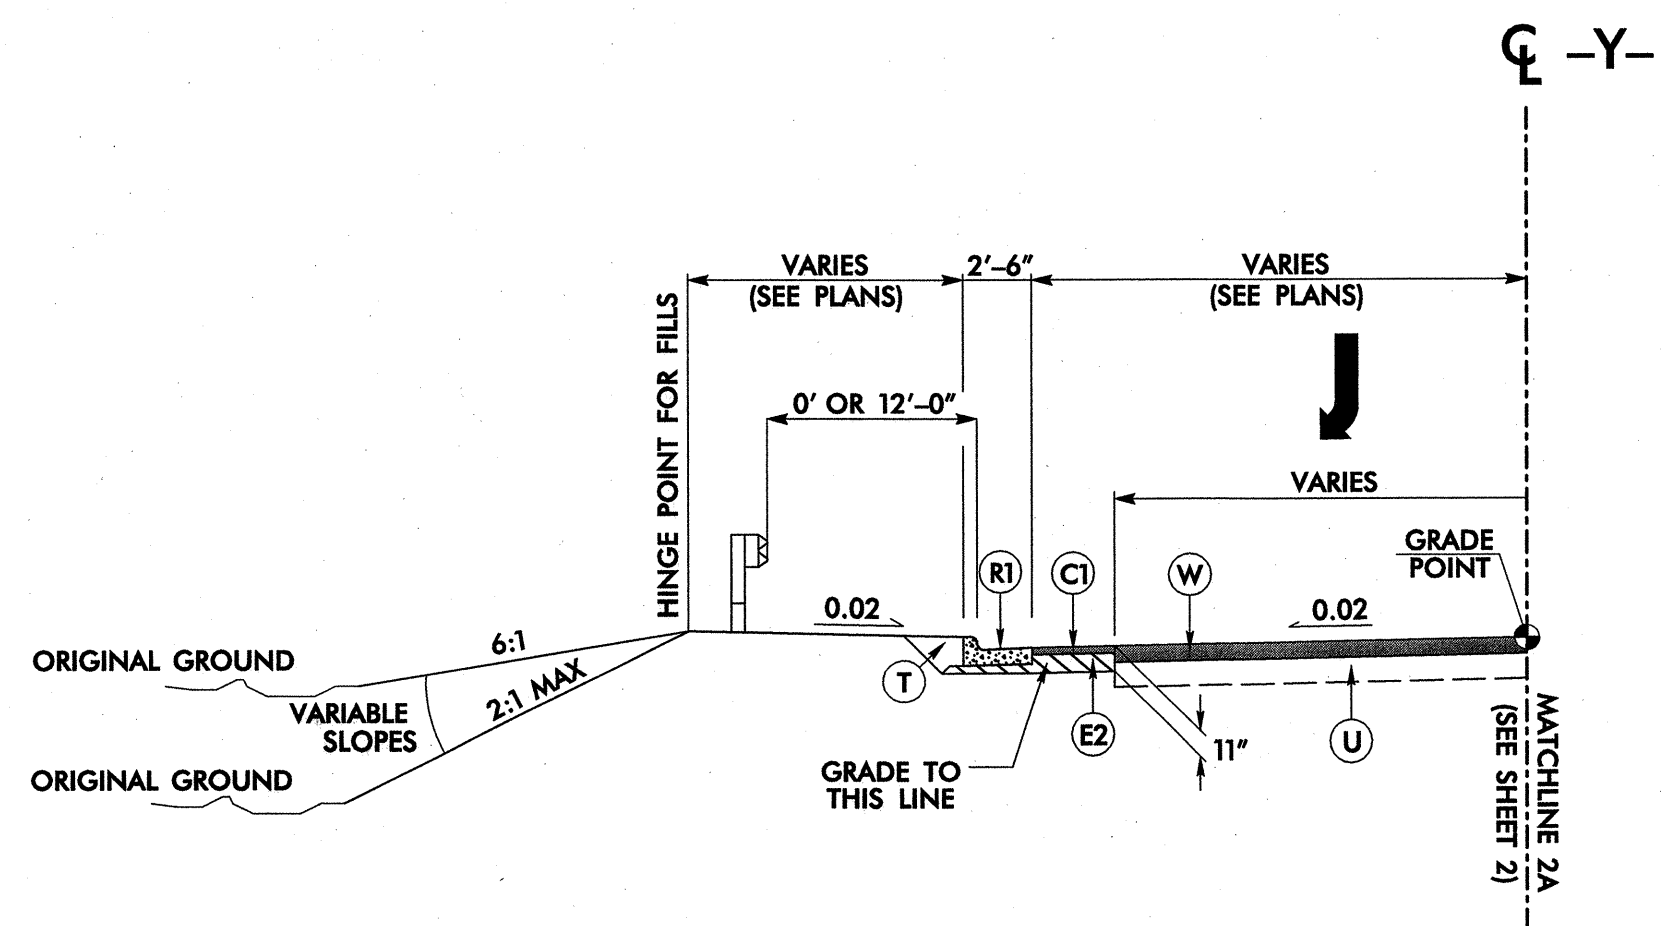 ℄ –Y–
VARIES
(SEE PLANS)
2'–6"
VARIES
(SEE PLANS)
HINGE POINT FOR FILLS
0' OR 12'–0"
VARIES
GRADE
POINT
R1
C1
W
0.02
0.02
6:1
ORIGINAL GROUND
2:1 MAX
T
VARIABLE
SLOPES
E2
11"
U
GRADE TO
THIS LINE
ORIGINAL GROUND
MATCHLINE 2A
(SEE SHEET 2)